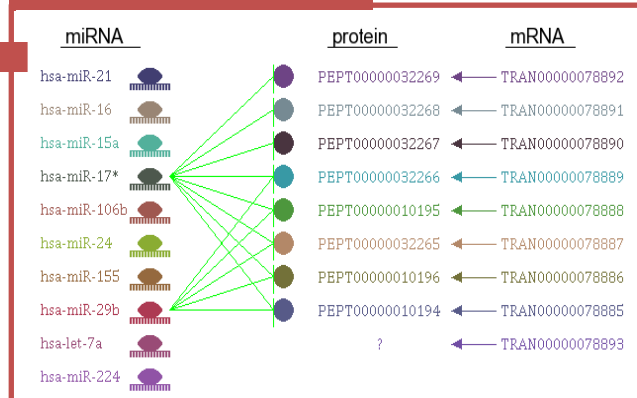 miRNA protein mRNA
hsa-miR-21 PEPT00000032269 TRAN00000078892
hsa-miR-16 PEPT00000032268 TRAN00000078891
hsa-miR-15a PEPT00000032267 TRAN00000078890
hsa-miR-17* PEPT00000032266 TRAN00000078889
hsa-miR-106b PEPT00000010195 TRAN00000078888
hsa-miR-24 PEPT00000032265 TRAN00000078887
hsa-miR-155 PEPT00000010196 TRAN00000078886
hsa-miR-29b PEPT00000010194 TRAN00000078885
hsa-let-7a ? TRAN00000078893
hsa-miR-224